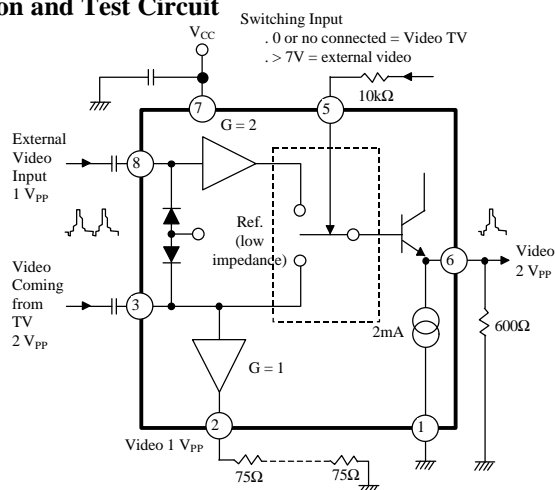 on and Test Circuit
Switching Input
. 0 or no connected = Video TV
. > 7V = external video
VCC
10kΩ
7
5
G = 2
External
Video
Input
1 VPP
8
Ref.
(low
impedance)
6
Video
2 VPP
Video
Coming
from
TV
2 VPP
3
2mA
600Ω
G = 1
2
1
Video 1 VPP
75Ω
75Ω